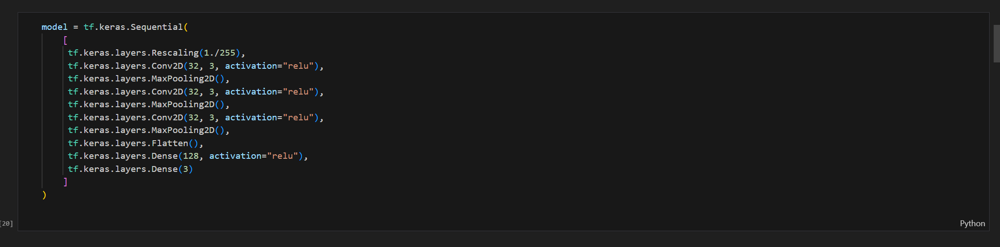 model = tf.keras.Sequential(
[
tf.keras.layers.Rescaling(1./255),
tf.keras.layers.Conv2D(32, 3, activation="relu"),
tf.keras.layers.MaxPooling2D(),
tf.keras.layers.Conv2D(32, 3, activation="relu"),
tf.keras.layers.MaxPooling2D(),
tf.keras.layers.Conv2D(32, 3, activation="relu"),
tf.keras.layers.MaxPooling2D(),
tf.keras.layers.Flatten(),
tf.keras.layers.Dense(128, activation="relu"),
tf.keras.layers.Dense(3)
]
)
[20]
Python